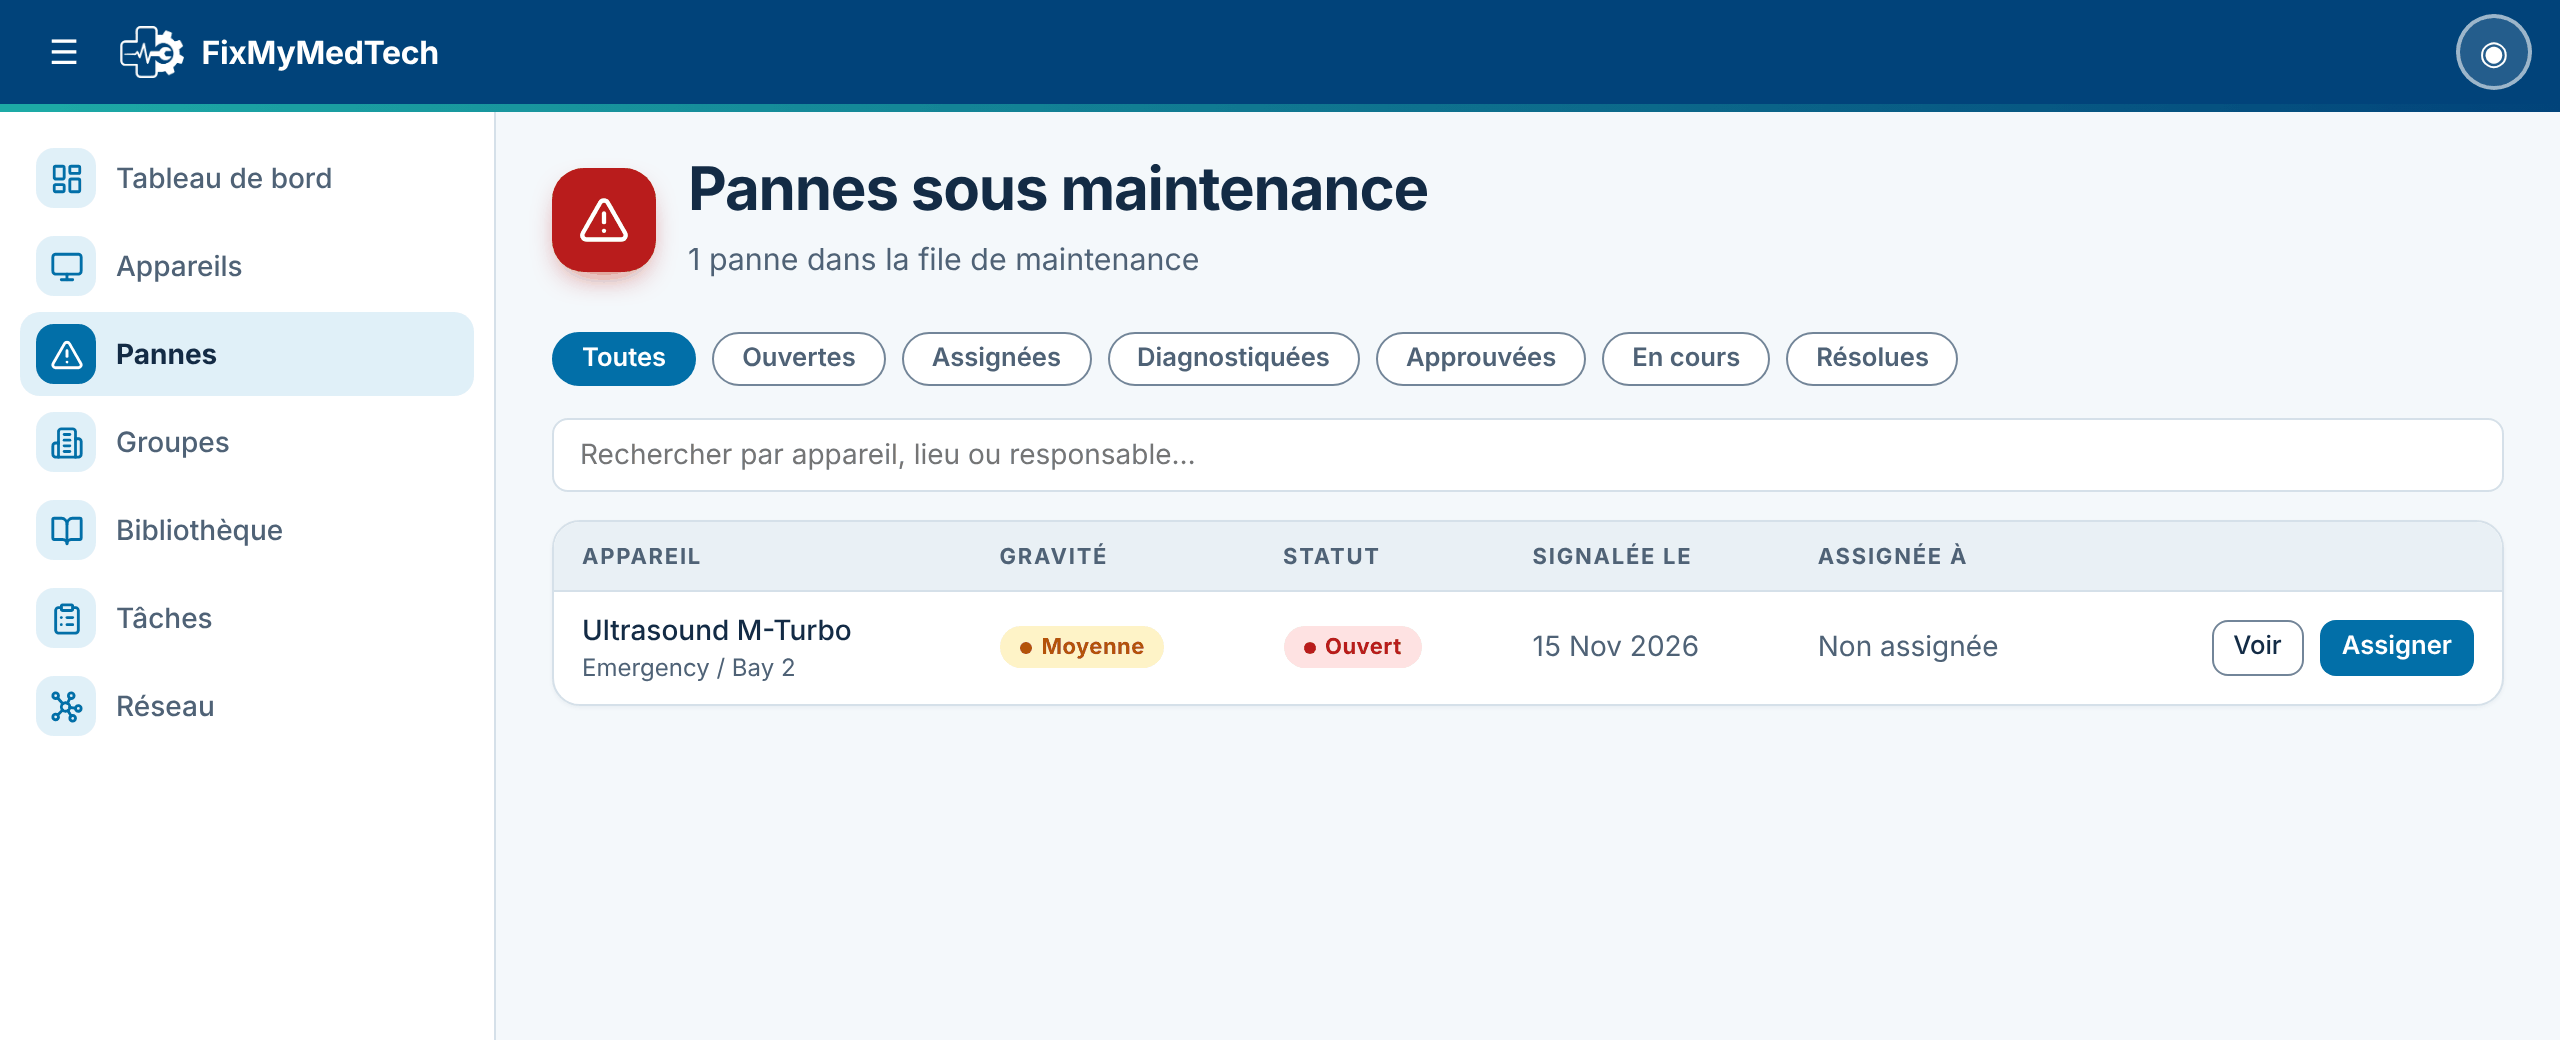 FixMyMedTech
Tableau de bord
Appareils
Pannes
Groupes
Bibliothèque
Tâches
Réseau
Pannes sous maintenance
1 panne dans la file de maintenance
Toutes Ouvertes Assignées Diagnostiquées Approuvées En cours Résolues
Rechercher par appareil, lieu ou responsable...
APPAREIL GRAVITÉ STATUT SIGNALÉE LE ASSIGNÉE À
Ultrasound M-Turbo Moyenne Ouvert 15 Nov 2026 Non assignée Voir Assigner
Emergency / Bay 2